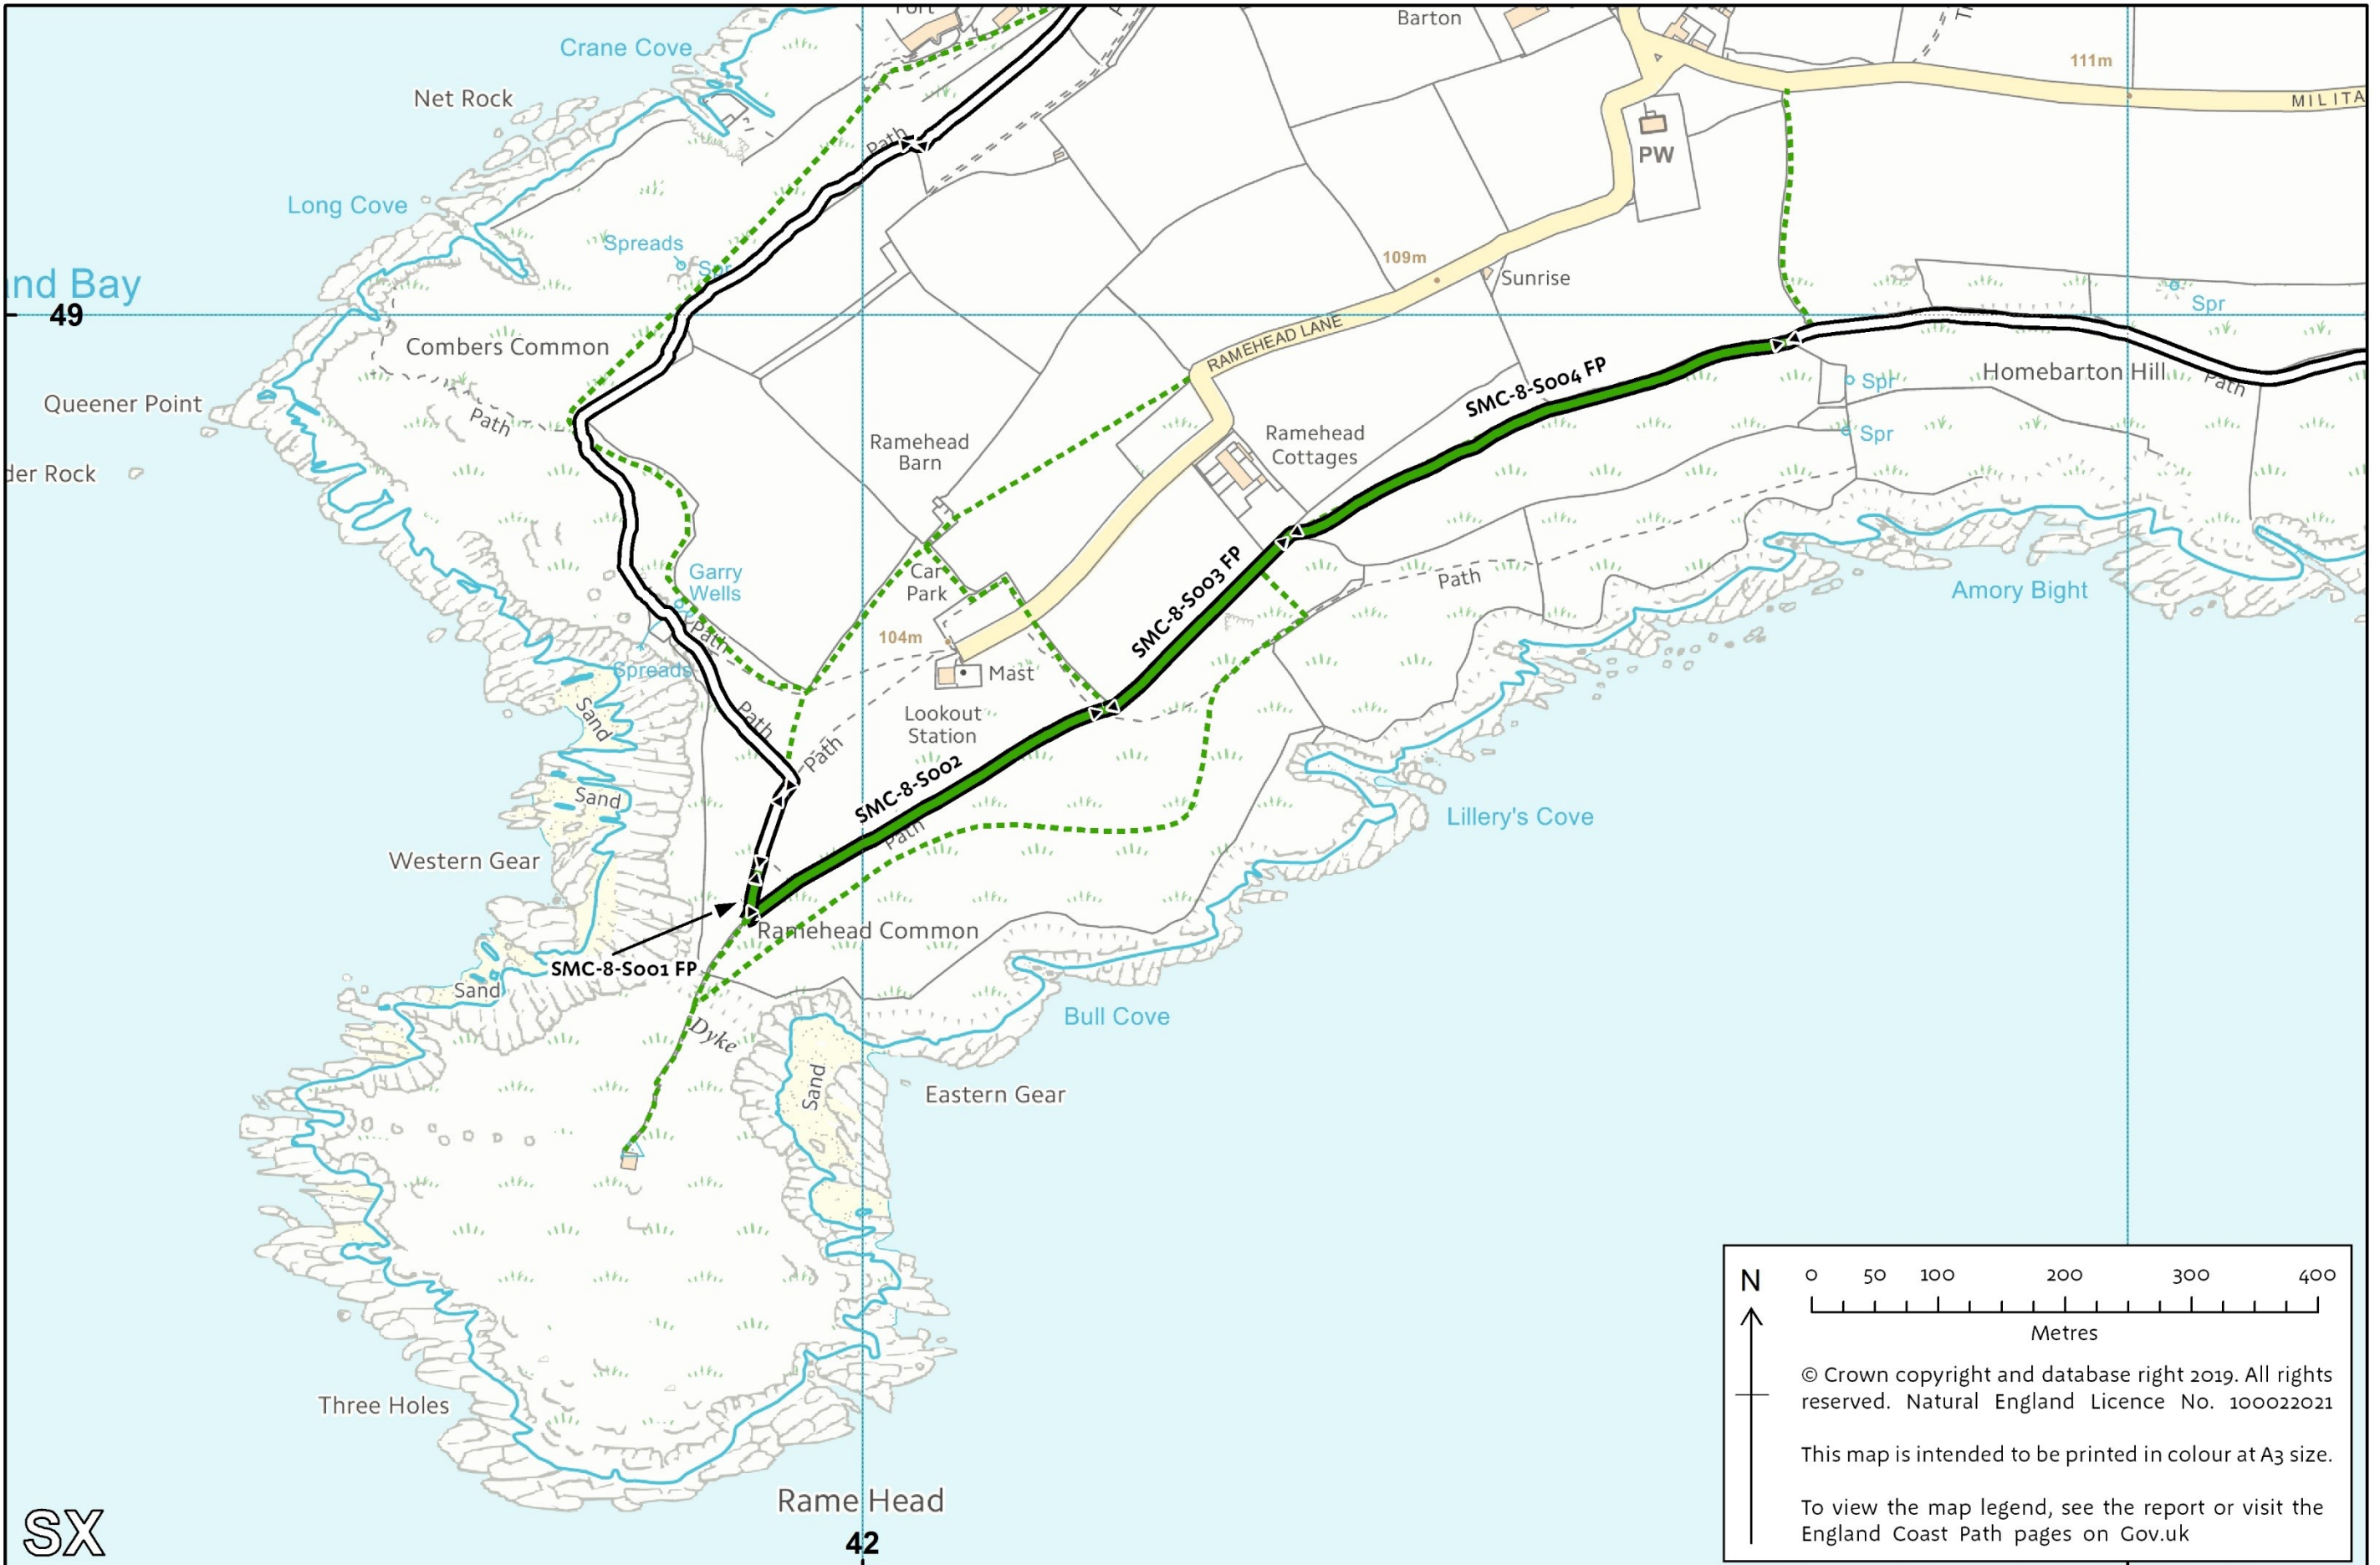 Fort
Barton
Crane Cove
111m
MILITA
Net Rock
Path
PW
Long Cove
Spreads
Spr
109m
Sunrise
and Bay
49
Spr
RAMEHEAD LANE
Combers Common
SMC-8-S004 FP
Spr
Homebarton Hill
Path
Queener Point
Path
Ramehead
Barn
Ramehead
Cottages
Spr
der Rock
SMC-8-S003 FP
Garry
Wells
Car
Park
Path
Amory Bight
Path
104m
Spreads
Mast
Sand
Path
Lookout
Station
Path
SMC-8-S002
Sand
Path
Lillery's Cove
Western Gear
Ramehead Common
SMC-8-S001 FP
Sand
Dyke
Bull Cove
Sand
Eastern Gear
Three Holes
Rame Head
SX
42
N
0 50 100 200 300 400
Metres
© Crown copyright and database right 2019. All rights
reserved. Natural England Licence No. 100022021
This map is intended to be printed in colour at A3 size.
To view the map legend, see the report or visit the
England Coast Path pages on Gov.uk